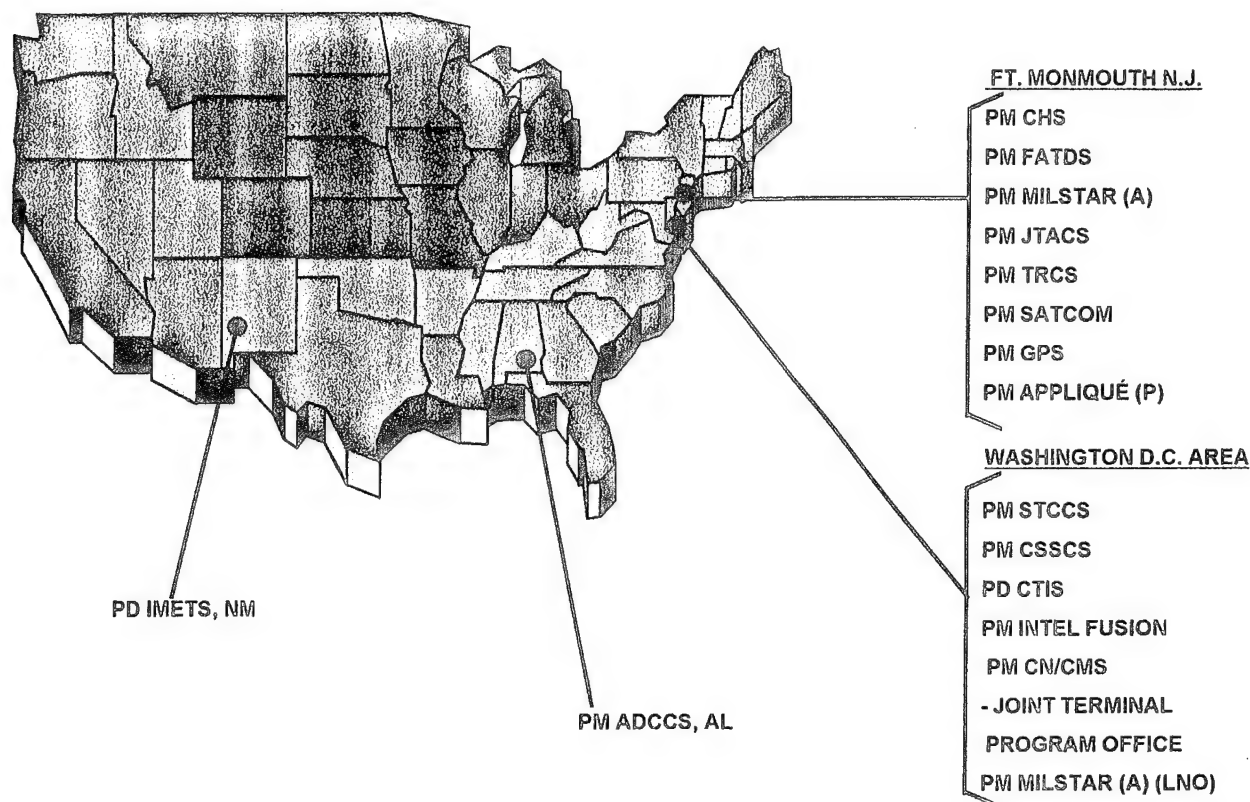 FT. MONMOUTH N.J.
PM CHS
PM FATDS
PM MILSTAR (A)
PM JTACS
PM TRCS
PM SATCOM
PM GPS
PM APPLIQUÉ (P)
WASHINGTON D.C. AREA
PM STCCS
PM CSSCS
PD CTIS
PM INTEL FUSION
PM CN/CMS
- JOINT TERMINAL
PROGRAM OFFICE
PM MILSTAR (A) (LNO)
PD IMETS, NM
PM ADCCS, AL